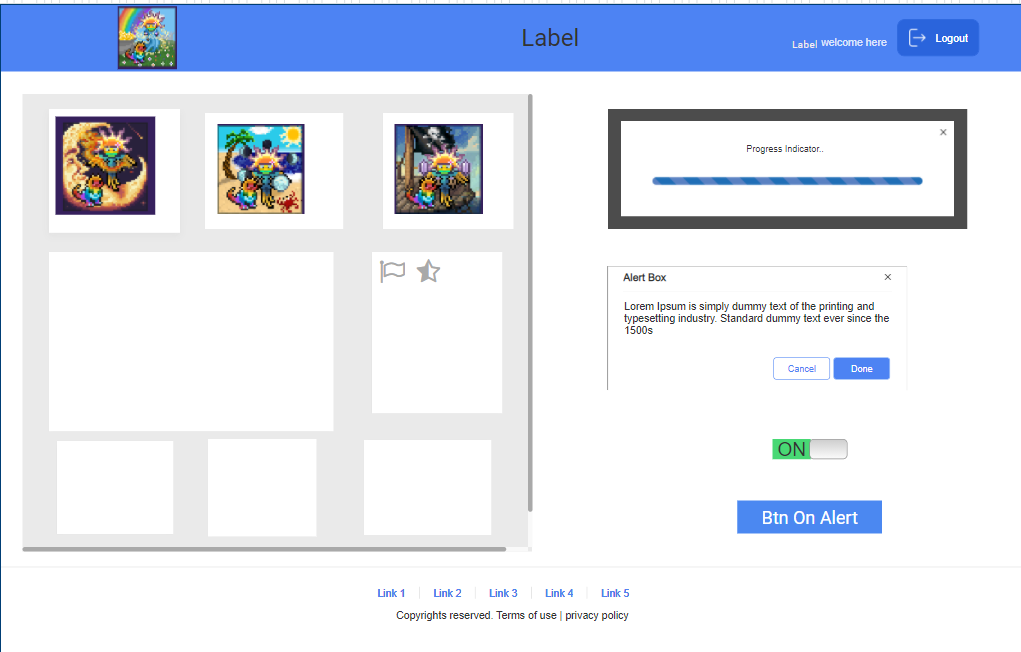 Label
Label welcome here
Logout
Progress Indicator..
Alert Box
Lorem Ipsum is simply dummy text of the printing and
typesetting industry. Standard dummy text ever since the
1500s
Cancel
Done
ON
Btn On Alert
Link 1
Link 2
Link 3
Link 4
Link 5
Copyrights reserved. Terms of use | privacy policy